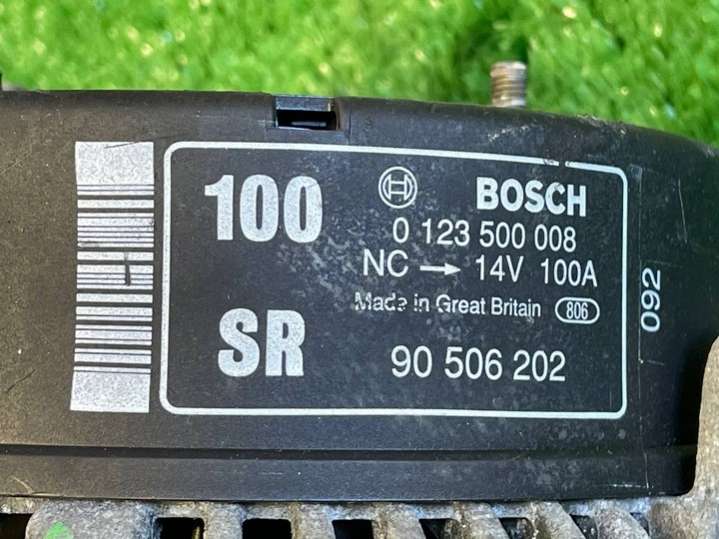 100
BOSCH
0 123 500 008
NC → 14V 100A
Made in Great Britain 806
SR
90 506 202
092